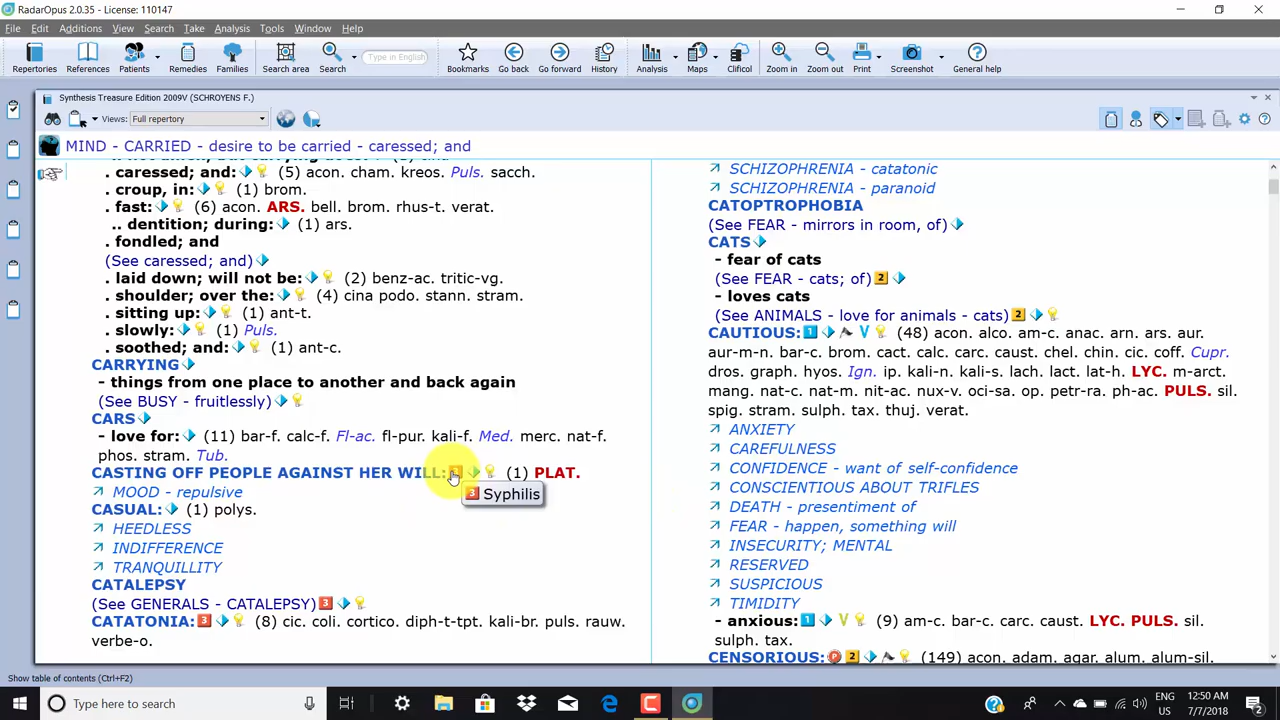 RadarOpus 2.0.35 - License: 110147
File Edit Additions View Search Take Analysis Tools Window Help
Repertories References Patients Remedies Families Search area Search Type in English Bookmarks Go back Go forward History Analysis Maps Clificol Zoom in Zoom out Print Screenshot General help
Synthesis Treasure Edition 2009V (SCHROYENS F.)
Views: Full repertory
MIND - CARRIED - desire to be carried - caressed; and
. caressed; and: (5) acon. cham. kreos. Puls. sacch.
. croup, in: (1) brom.
. fast: (6) acon. ARS. bell. brom. rhus-t. verat.
.. dentition; during: (1) ars.
. fondled; and
(See caressed; and)
. laid down; will not be: (2) benz-ac. tritic-vg.
. shoulder; over the: (4) cina podo. stann. stram.
. sitting up: (1) ant-t.
. slowly: (1) Puls.
. soothed; and: (1) ant-c.
CARRYING
- things from one place to another and back again
(See BUSY - fruitlessly)
CARS
- love for: (11) bar-f. calc-f. Fl-ac. fl-pur. kali-f. Med. merc. nat-f.
phos. stram. Tub.
CASTING OFF PEOPLE AGAINST HER WILL: (1) PLAT.
3 Syphilis
MOOD - repulsive
CASUAL: (1) polys.
HEEDLESS
INDIFFERENCE
TRANQUILLITY
CATALEPSY
(See GENERALS - CATALEPSY) 3
CATATONIA: 3 (8) cic. coli. cortico. diph-t-tpt. kali-br. puls. rauw.
verbe-o.
SCHIZOPHRENIA - catatonic
SCHIZOPHRENIA - paranoid
CATOPTROPHOBIA
(See FEAR - mirrors in room, of)
CATS
- fear of cats
(See FEAR - cats; of) 2
- loves cats
(See ANIMALS - love for animals - cats) 2
CAUTIOUS: 1 V (48) acon. alco. am-c. anac. arn. ars. aur.
aur-m-n. bar-c. brom. cact. calc. carc. caust. chel. chin. cic. coff. Cupr.
dros. graph. hyos. Ign. ip. kali-n. kali-s. lach. lact. lat-h. LYC. m-arct.
mang. nat-c. nat-m. nit-ac. nux-v. oci-sa. op. petr-ra. ph-ac. PULS. sil.
spig. stram. sulph. tax. thuj. verat.
ANXIETY
CAREFULNESS
CONFIDENCE - want of self-confidence
CONSCIENTIOUS ABOUT TRIFLES
DEATH - presentiment of
FEAR - happen, something will
INSECURITY; MENTAL
RESERVED
SUSPICIOUS
TIMIDITY
- anxious: 1 V (9) am-c. bar-c. carc. caust. LYC. PULS. sil.
sulph. tax.
CENSORIOUS: P 2 (149) acon. adam. agar. alum. alum-sil.
Show table of contents (Ctrl+F2)
Type here to search
ENG
US
12:50 AM
7/7/2018
2